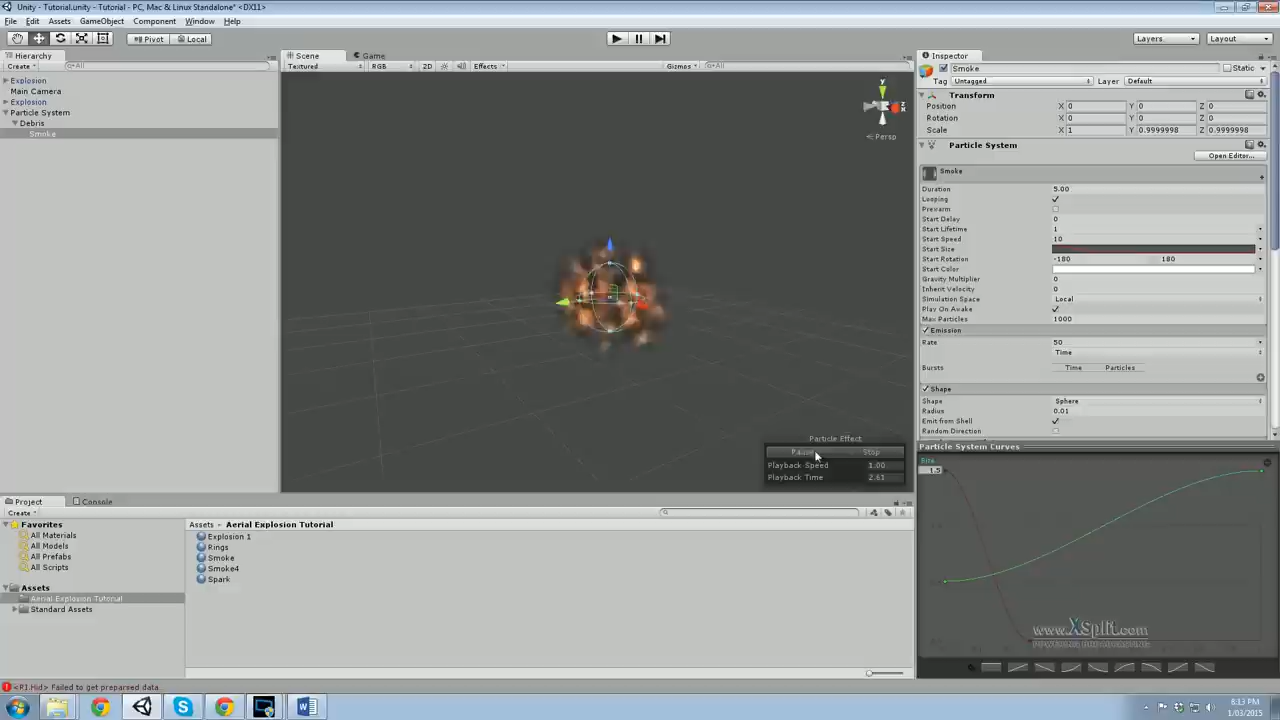 Unity - Tutorial.unity - Tutorial - PC, Mac & Linux Standalone* <DX11>
File Edit Assets GameObject Component Window Help
Pivot Local Layers Layout
Hierarchy
Create All
Explosion
Main Camera
Explosion
Particle System
Debris
Smoke
Scene Game
Textured RGB 2D Effects Gizmos All
y
Persp
Particle Effect
Pause Stop
Playback Speed 1.00
Playback Time 2.61
Inspector
Smoke Static
Tag Untagged Layer Default
Transform
Position X 0 Y 0 Z 0
Rotation X 0 Y 0 Z 0
Scale X 1 Y 0.9999998 Z 0.9999998
Particle System
Open Editor...
Smoke
Duration 5.00
Looping
Prewarm
Start Delay 0
Start Lifetime 1
Start Speed 10
Start Size
Start Rotation -180 180
Start Color
Gravity Multiplier 0
Inherit Velocity 0
Simulation Space Local
Play On Awake
Max Particles 1000
Emission
Rate 50
Time
Bursts Time Particles
Shape
Shape Sphere
Radius 0.01
Emit from Shell
Random Direction
Particle System Curves
1.5
www.XSplit.com
Project Console
Create
Favorites
All Materials
All Models
All Prefabs
All Scripts
Assets
Aerial Explosion Tutorial
Standard Assets
Assets Aerial Explosion Tutorial
Explosion 1
Rings
Smoke
Smoke4
Spark
Failed to get preparsed data.
W
8:13 PM
1/03/2015